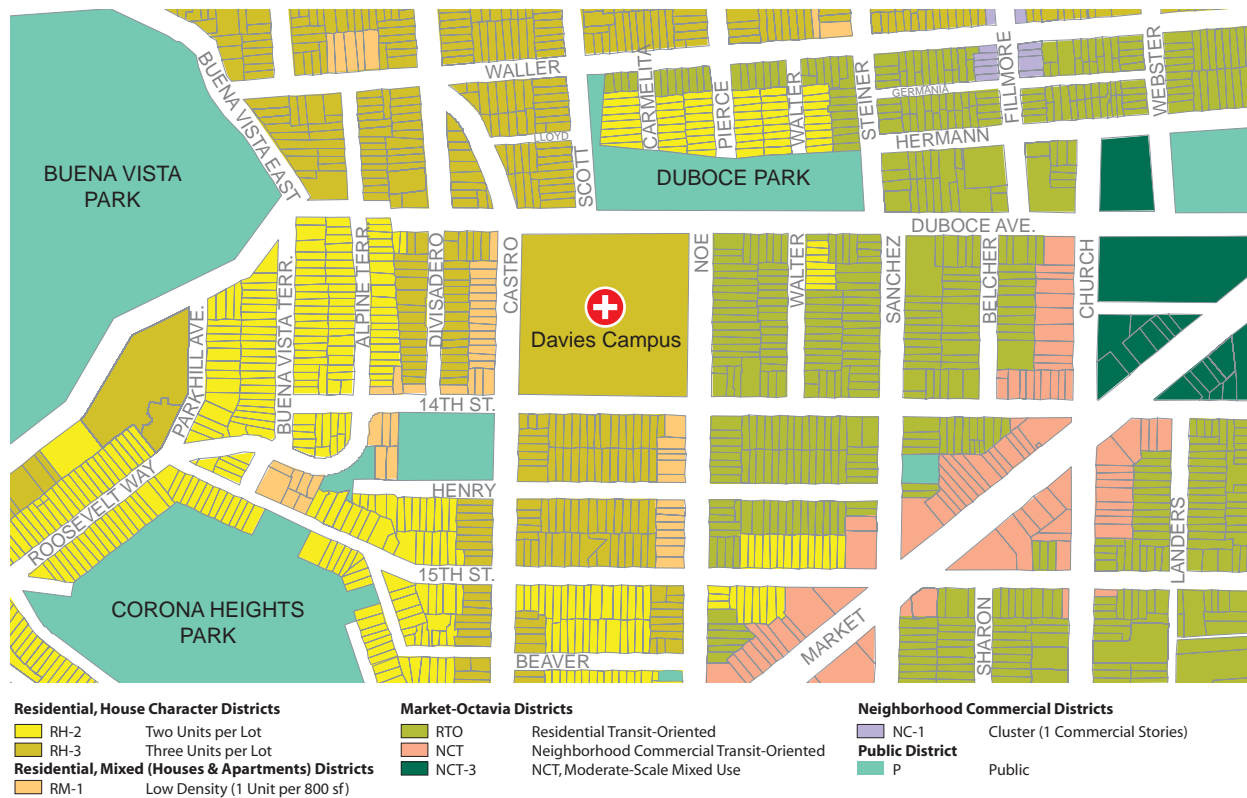 WALLER
BUENA VISTA EAST
CARMELITA
PIERCE
WALTER
STEINER
GERMANIA
FILLMORE
WEBSTER
HERMANN
LLOYD
SCOTT
BUENA VISTA
PARK
DUBOCE PARK
DUBOCE AVE.
PARKHILL AVE.
BUENA VISTA TERR.
ALPINE TERR.
DIVISADERO
CASTRO
Davies Campus
NOE
WALTER
SANCHEZ
BELCHER
CHURCH
14TH ST.
ROOSEVELT WAY
HENRY
15TH ST.
LANDERS
CORONA HEIGHTS
PARK
BEAVER
MARKET
SHARON
Residential, House Character Districts
RH-2 Two Units per Lot
RH-3 Three Units per Lot
Residential, Mixed (Houses & Apartments) Districts
RM-1 Low Density (1 Unit per 800 sf)
Market-Octavia Districts
RTO Residential Transit-Oriented
NCT Neighborhood Commercial Transit-Oriented
NCT-3 NCT, Moderate-Scale Mixed Use
Neighborhood Commercial Districts
NC-1 Cluster (1 Commercial Stories)
Public District
P Public